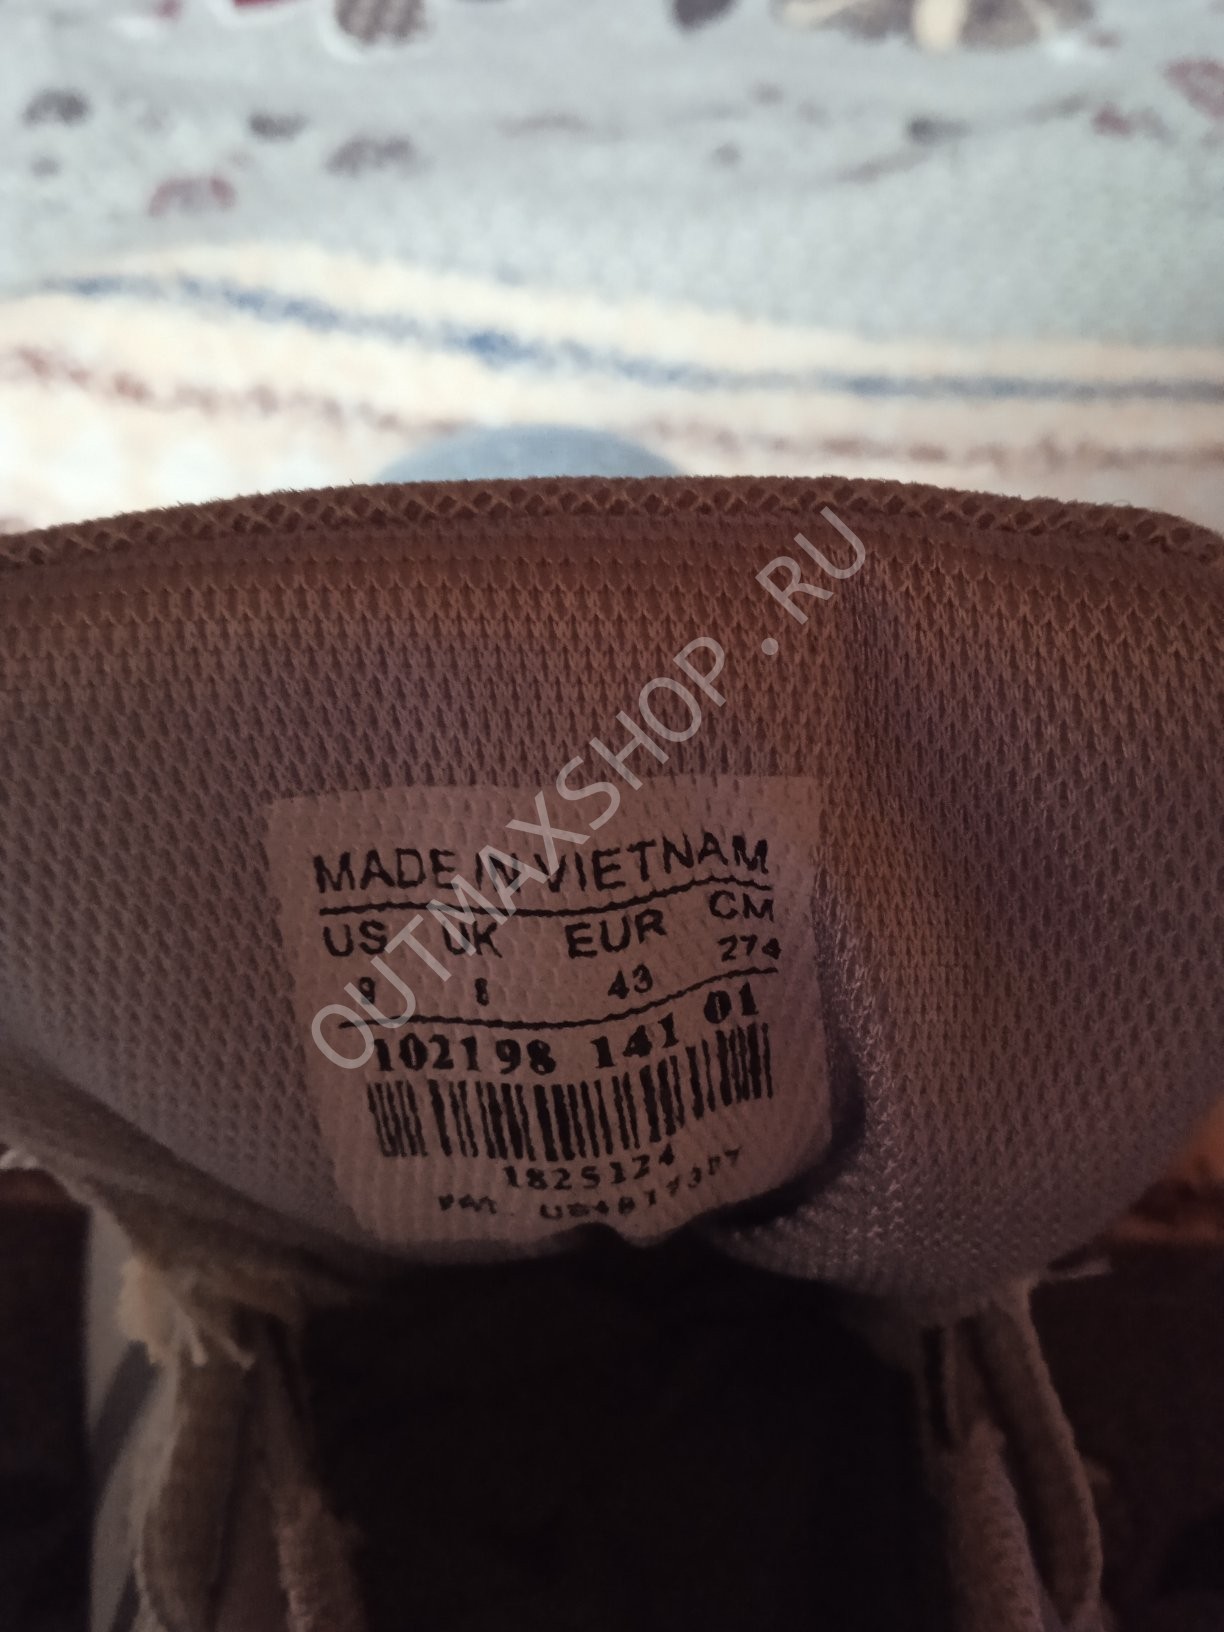 MADE IN VIETNAM
US UK EUR CM
9 8 43 274
102198 141 01
1825124
OUTMAXSHOP.RU